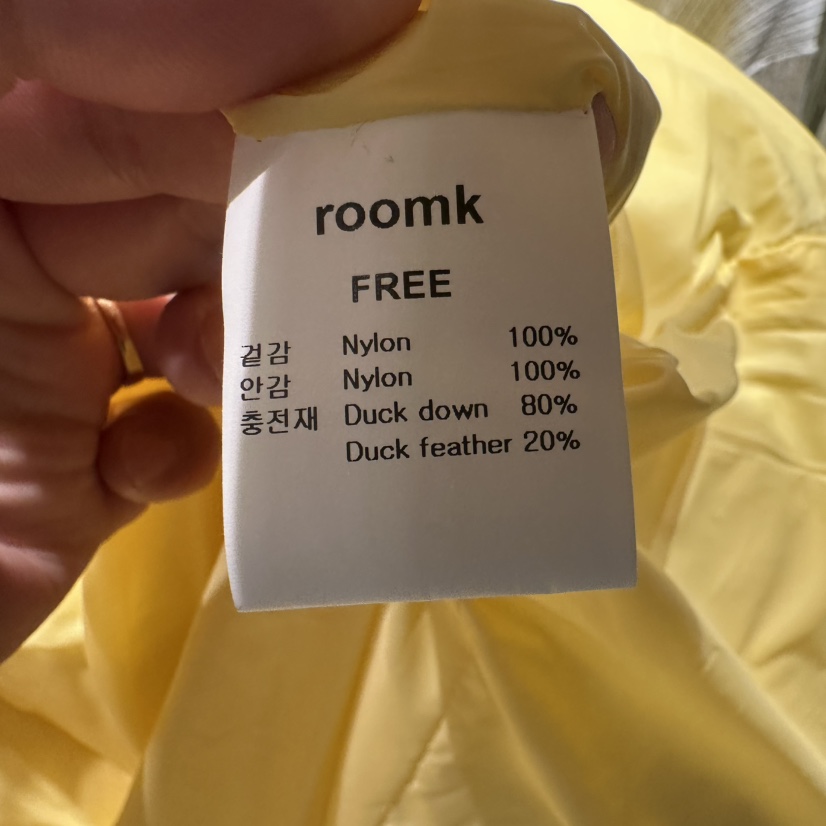 roomk
FREE
겉감 Nylon 100%
안감 Nylon 100%
충전재 Duck down 80%
Duck feather 20%